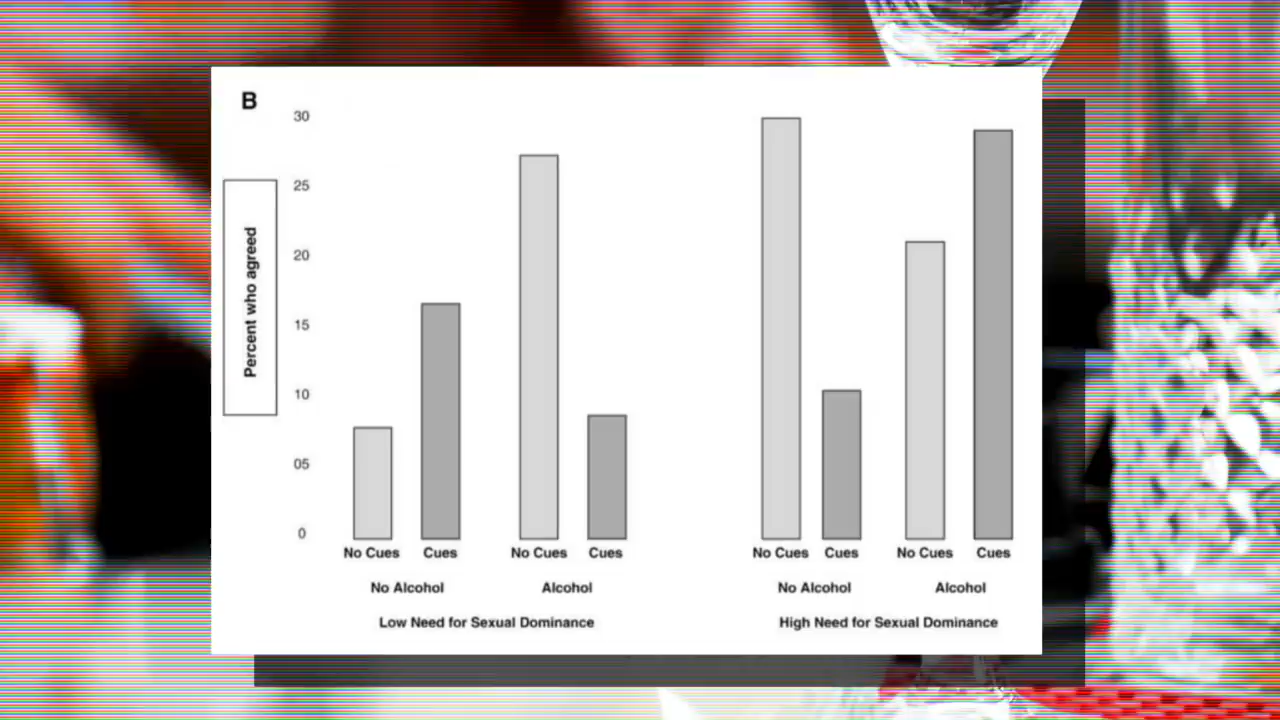 B
30
25
20
15
10
05
0
Percent who agreed
No Cues Cues No Cues Cues No Cues Cues No Cues Cues
No Alcohol Alcohol No Alcohol Alcohol
Low Need for Sexual Dominance High Need for Sexual Dominance